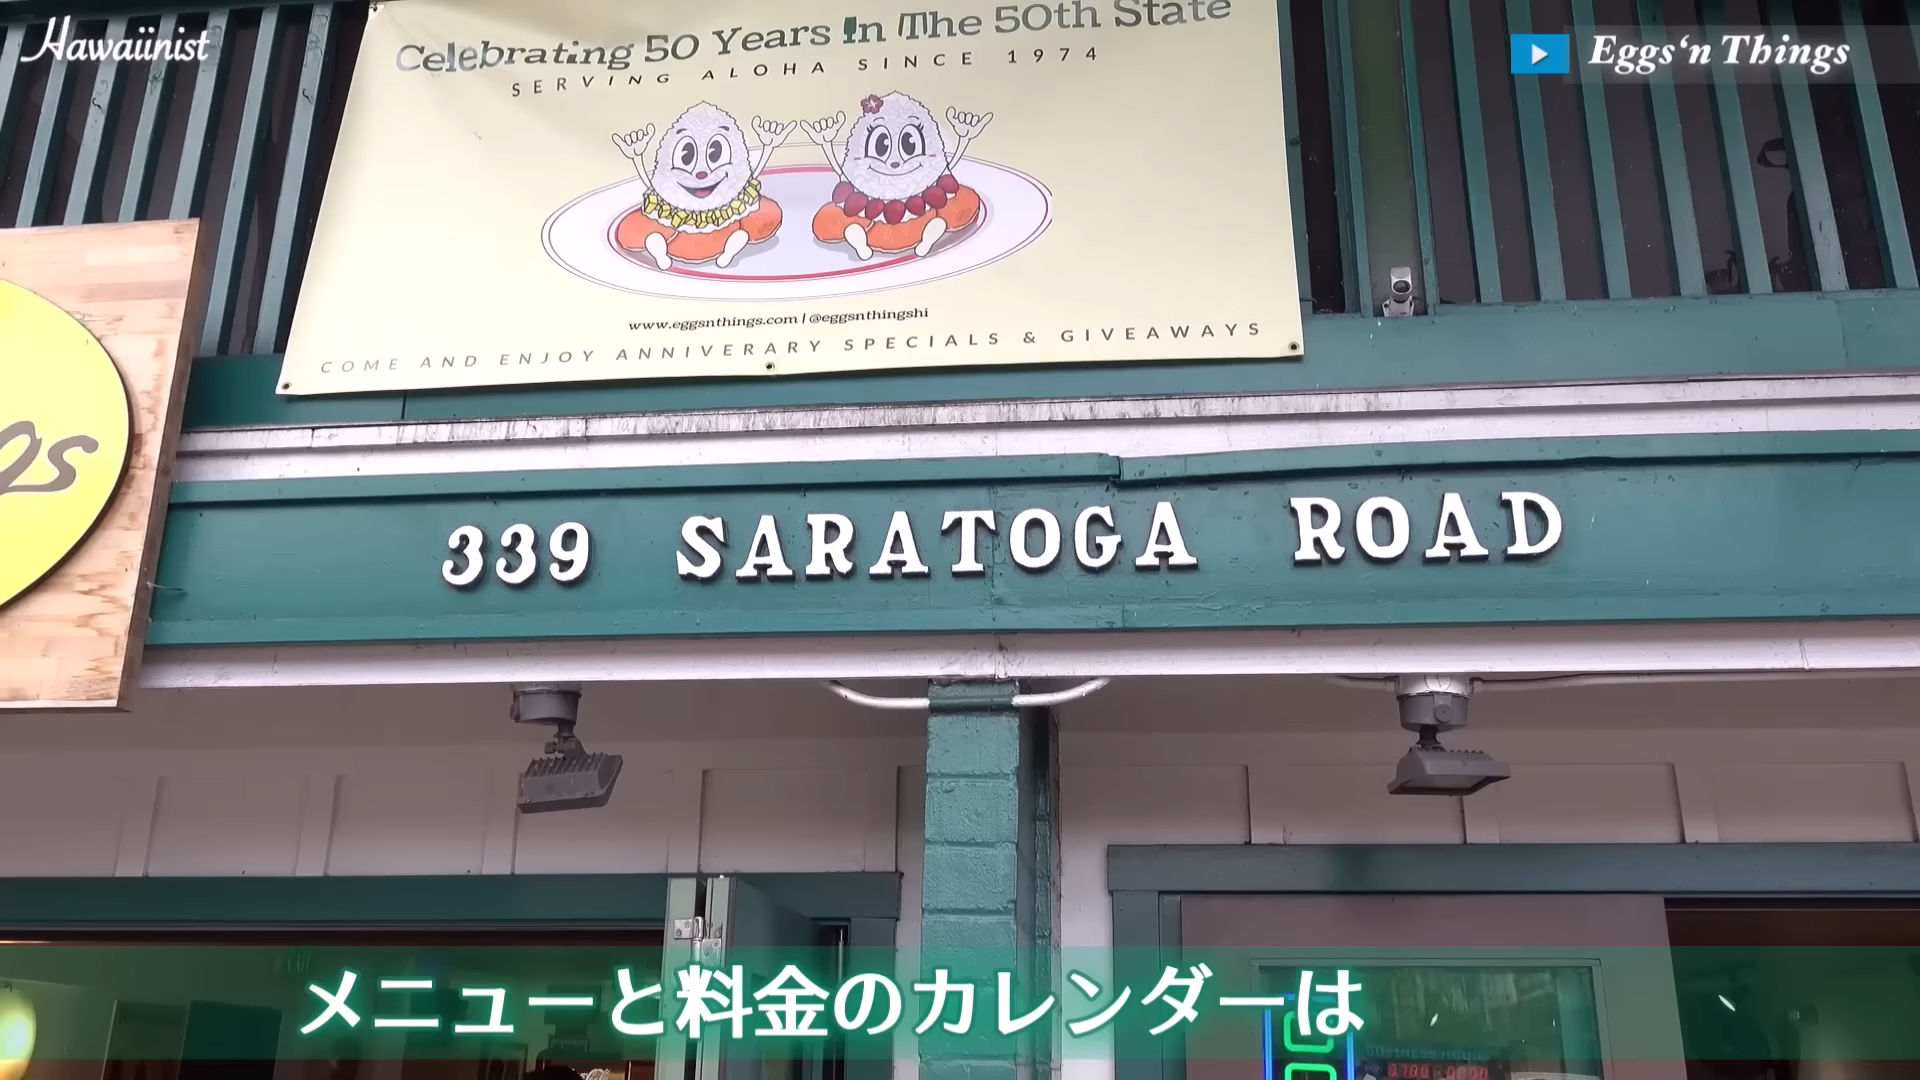 Hawaiinist
Eggs‘n Things
Celebrating 50 Years In The 50th State
SERVING ALOHA SINCE 1974
www.eggsnthings.com | @eggsnthingshi
COME AND ENJOY ANNIVERARY SPECIALS & GIVEAWAYS
gs
339 SARATOGA ROAD
メニューと料金のカレンダーは